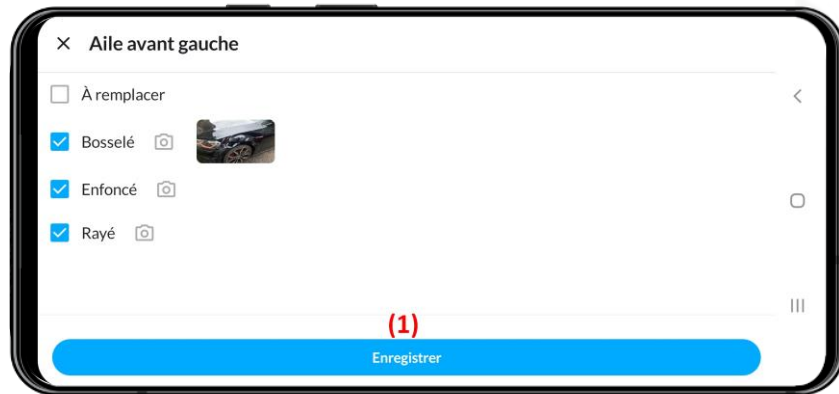 Aile avant gauche
À remplacer
Bosselé
Enfoncé
Rayé
(1)
Enregistrer